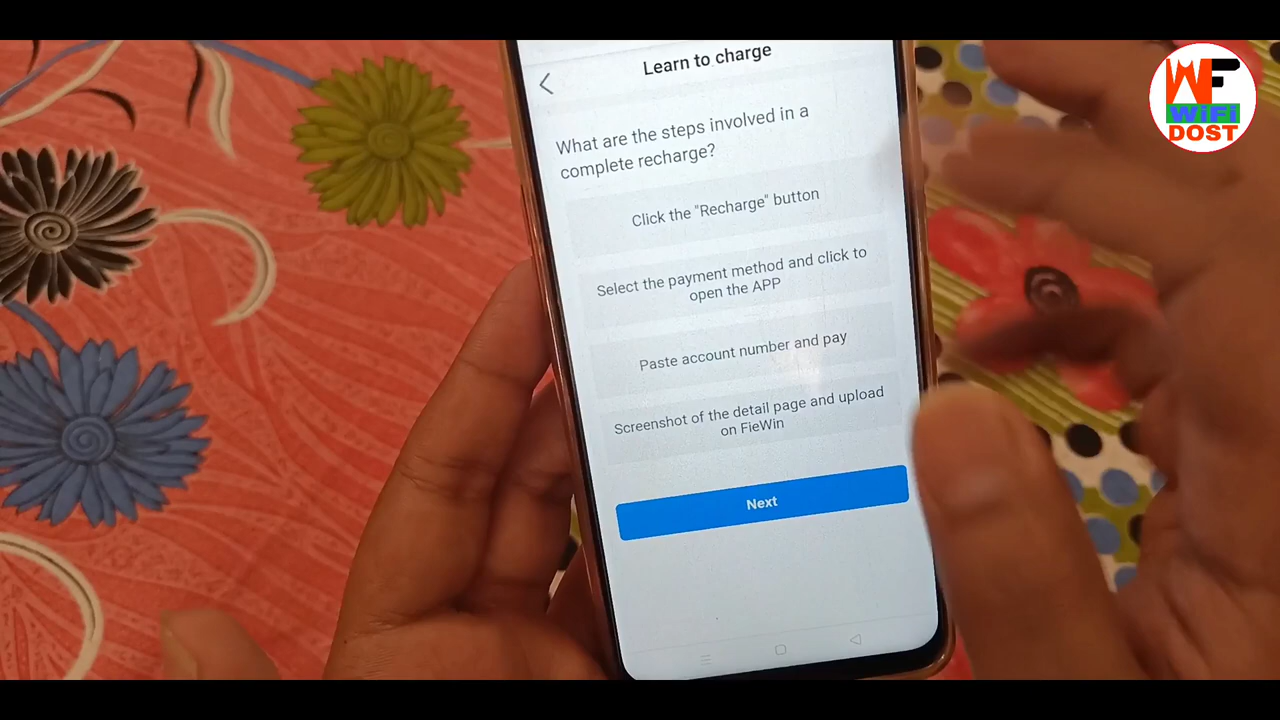 Learn to charge
What are the steps involved in a
complete recharge?
Click the "Recharge" button
Select the payment method and click to
open the APP
Paste account number and pay
Screenshot of the detail page and upload
on FieWin
Next
WF
WiFi
DOST